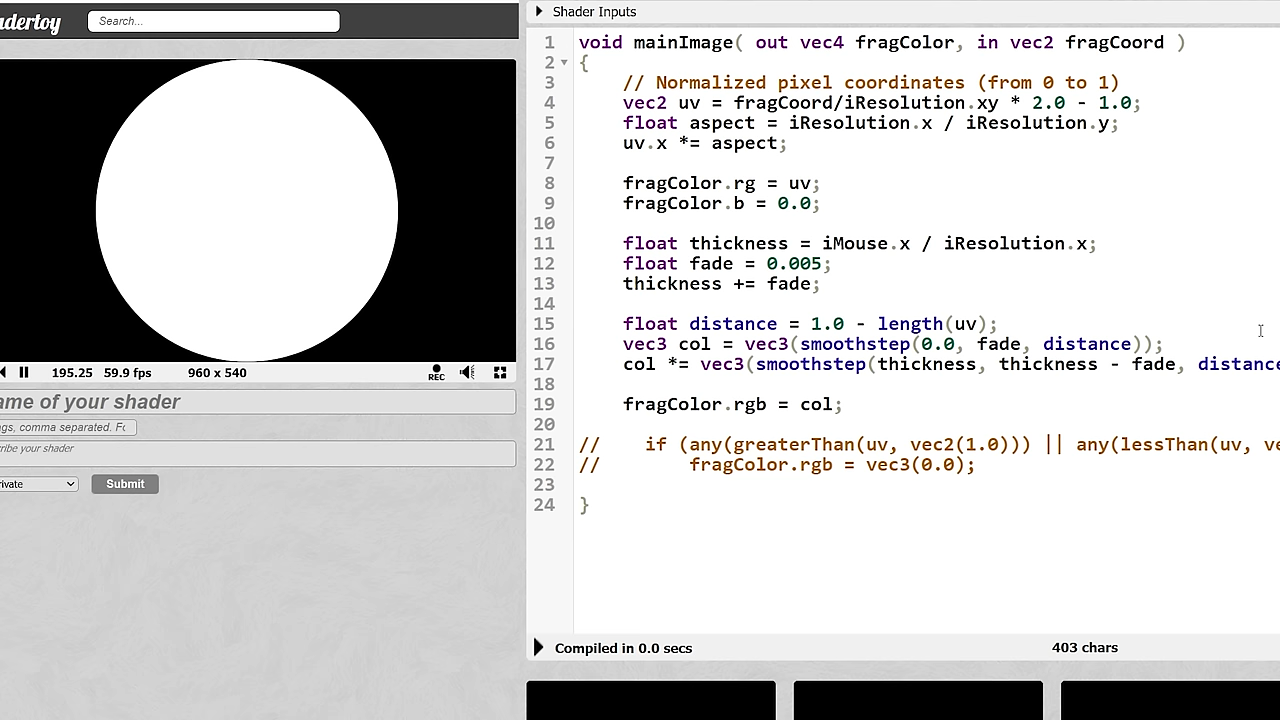 dertoy
Search...
195.25 59.9 fps 960 x 540
REC
ame of your shader
gs, comma separated. Fo
ribe your shader
rivate
Submit
Shader Inputs
1 void mainImage( out vec4 fragColor, in vec2 fragCoord )
2 {
3 // Normalized pixel coordinates (from 0 to 1)
4 vec2 uv = fragCoord/iResolution.xy * 2.0 - 1.0;
5 float aspect = iResolution.x / iResolution.y;
6 uv.x *= aspect;
7
8 fragColor.rg = uv;
9 fragColor.b = 0.0;
10
11 float thickness = iMouse.x / iResolution.x;
12 float fade = 0.005;
13 thickness += fade;
14
15 float distance = 1.0 - length(uv);
16 vec3 col = vec3(smoothstep(0.0, fade, distance));
17 col *= vec3(smoothstep(thickness, thickness - fade, distance
18
19 fragColor.rgb = col;
20
21 // if (any(greaterThan(uv, vec2(1.0))) || any(lessThan(uv, ve
22 // fragColor.rgb = vec3(0.0);
23
24 }
Compiled in 0.0 secs 403 chars